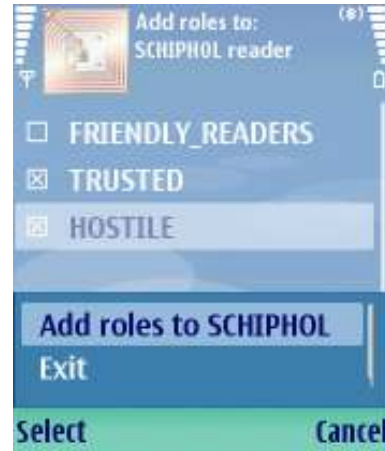 Add roles to:
SCHIPHOL reader
FRIENDLY_READERS
TRUSTED
HOSTILE
Add roles to SCHIPHOL
Exit
Select Cancel